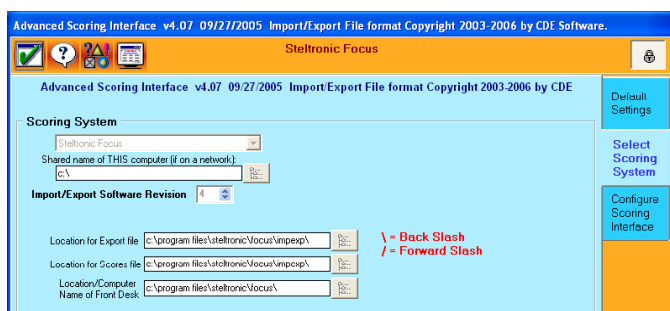 Advanced Scoring Interface v4.07 09/27/2005 Import/Export File format Copyright 2003-2006 by CDE Software.
Steltronic Focus
Advanced Scoring Interface v4.07 09/27/2005 Import/Export File format Copyright 2003-2006 by CDE
Default
Settings
Select
Scoring
System
Configure
Scoring
Interface
Scoring System
Steltronic Focus
Shared name of THIS computer (if on a network):
c:\
Import/Export Software Revision 4
Location for Export file c:\program files\steltronic\focus\impexp\
\ = Back Slash
/ = Forward Slash
Location for Scores file c:\program files\steltronic\focus\impexp\
Location/Computer
Name of Front Desk c:\program files\steltronic\focus\